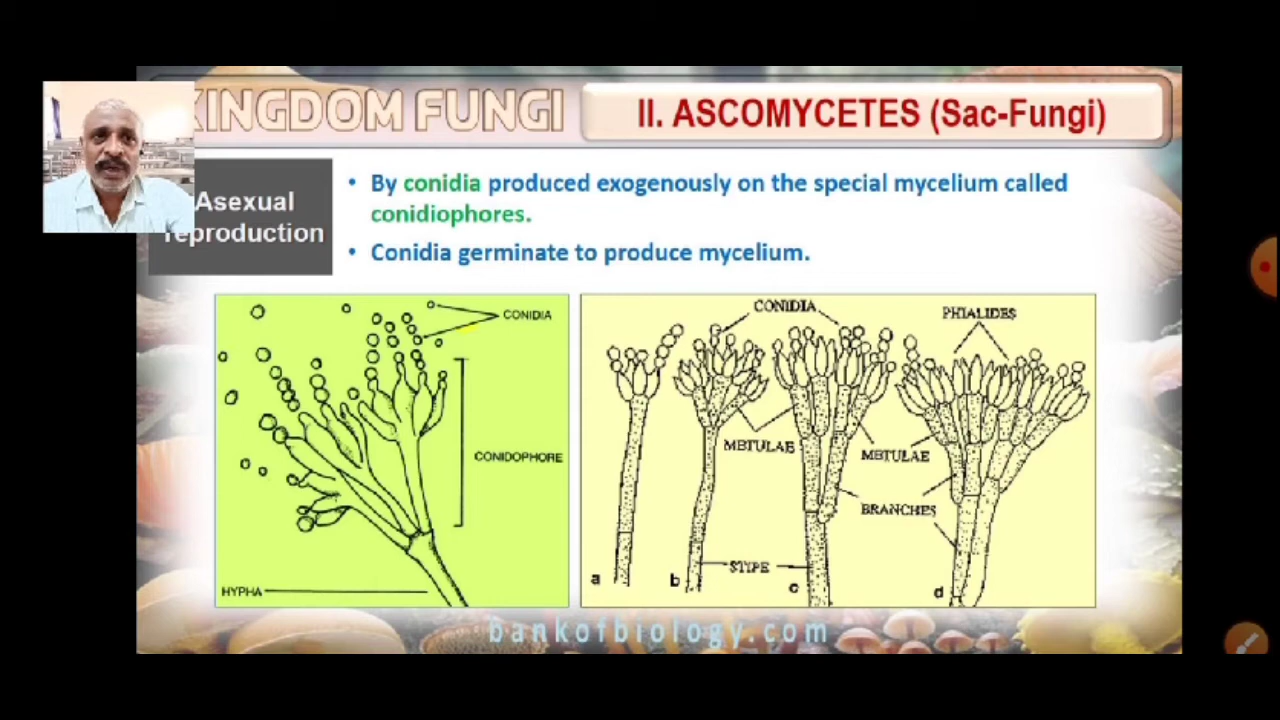 KINGDOM FUNGI
II. ASCOMYCETES (Sac-Fungi)
Asexual
reproduction
• By conidia produced exogenously on the special mycelium called
conidiophores.
• Conidia germinate to produce mycelium.
CONIDIA
CONIDOPHORE
HYPHA
CONIDIA
PHIALIDES
METULAE
METULAE
BRANCHES
STIPE
a
b
c
d
bankofbiology.com